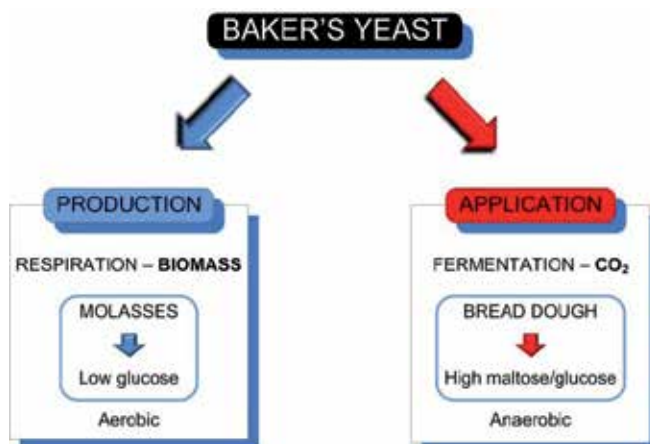 BAKER'S YEAST
PRODUCTION
RESPIRATION – BIOMASS
MOLASSES
Low glucose
Aerobic
APPLICATION
FERMENTATION – CO₂
BREAD DOUGH
High maltose/glucose
Anaerobic